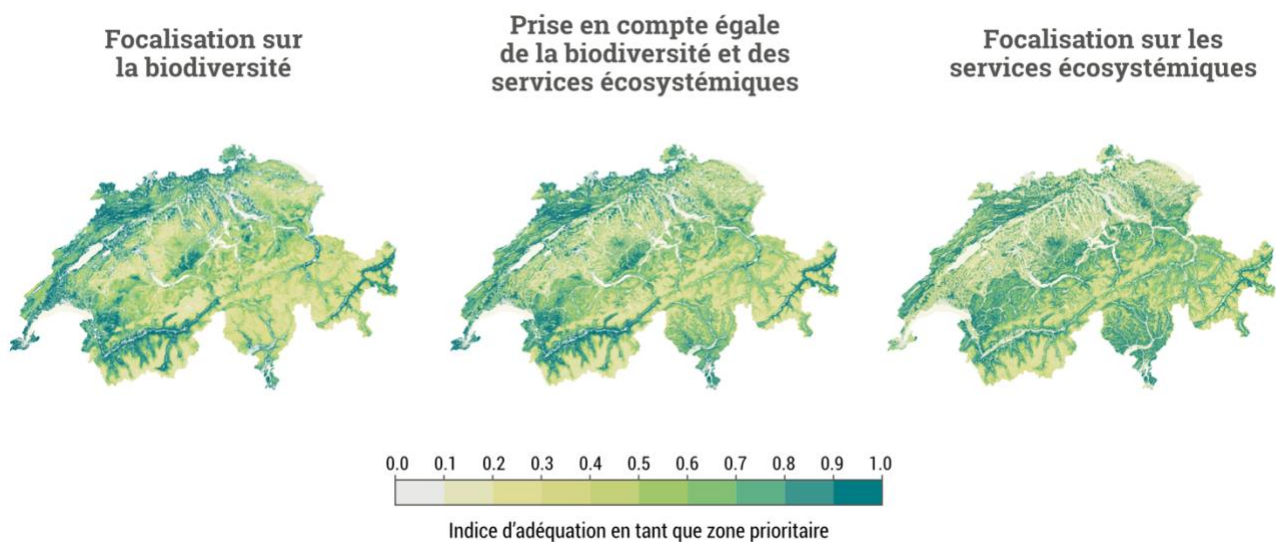 Focalisation sur
la biodiversité
Prise en compte égale
de la biodiversité et des
services écosystémiques
Focalisation sur les
services écosystémiques
0.0 0.1 0.2 0.3 0.4 0.5 0.6 0.7 0.8 0.9 1.0
Indice d'adéquation en tant que zone prioritaire